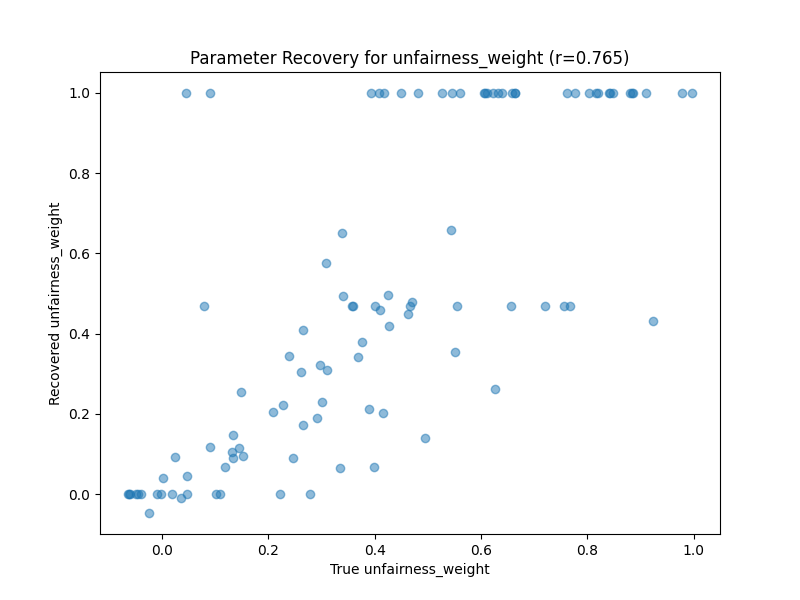 Parameter Recovery for unfairness_weight (r=0.765)
Recovered unfairness_weight
1.0
0.8
0.6
0.4
0.2
0.0
0.0 0.2 0.4 0.6 0.8 1.0
True unfairness_weight